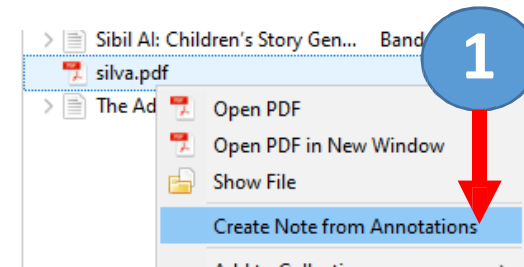 Sibil AI: Children's Story Gen... Band
1
silva.pdf
The Ad
Open PDF
Open PDF in New Window
Show File
Create Note from Annotations